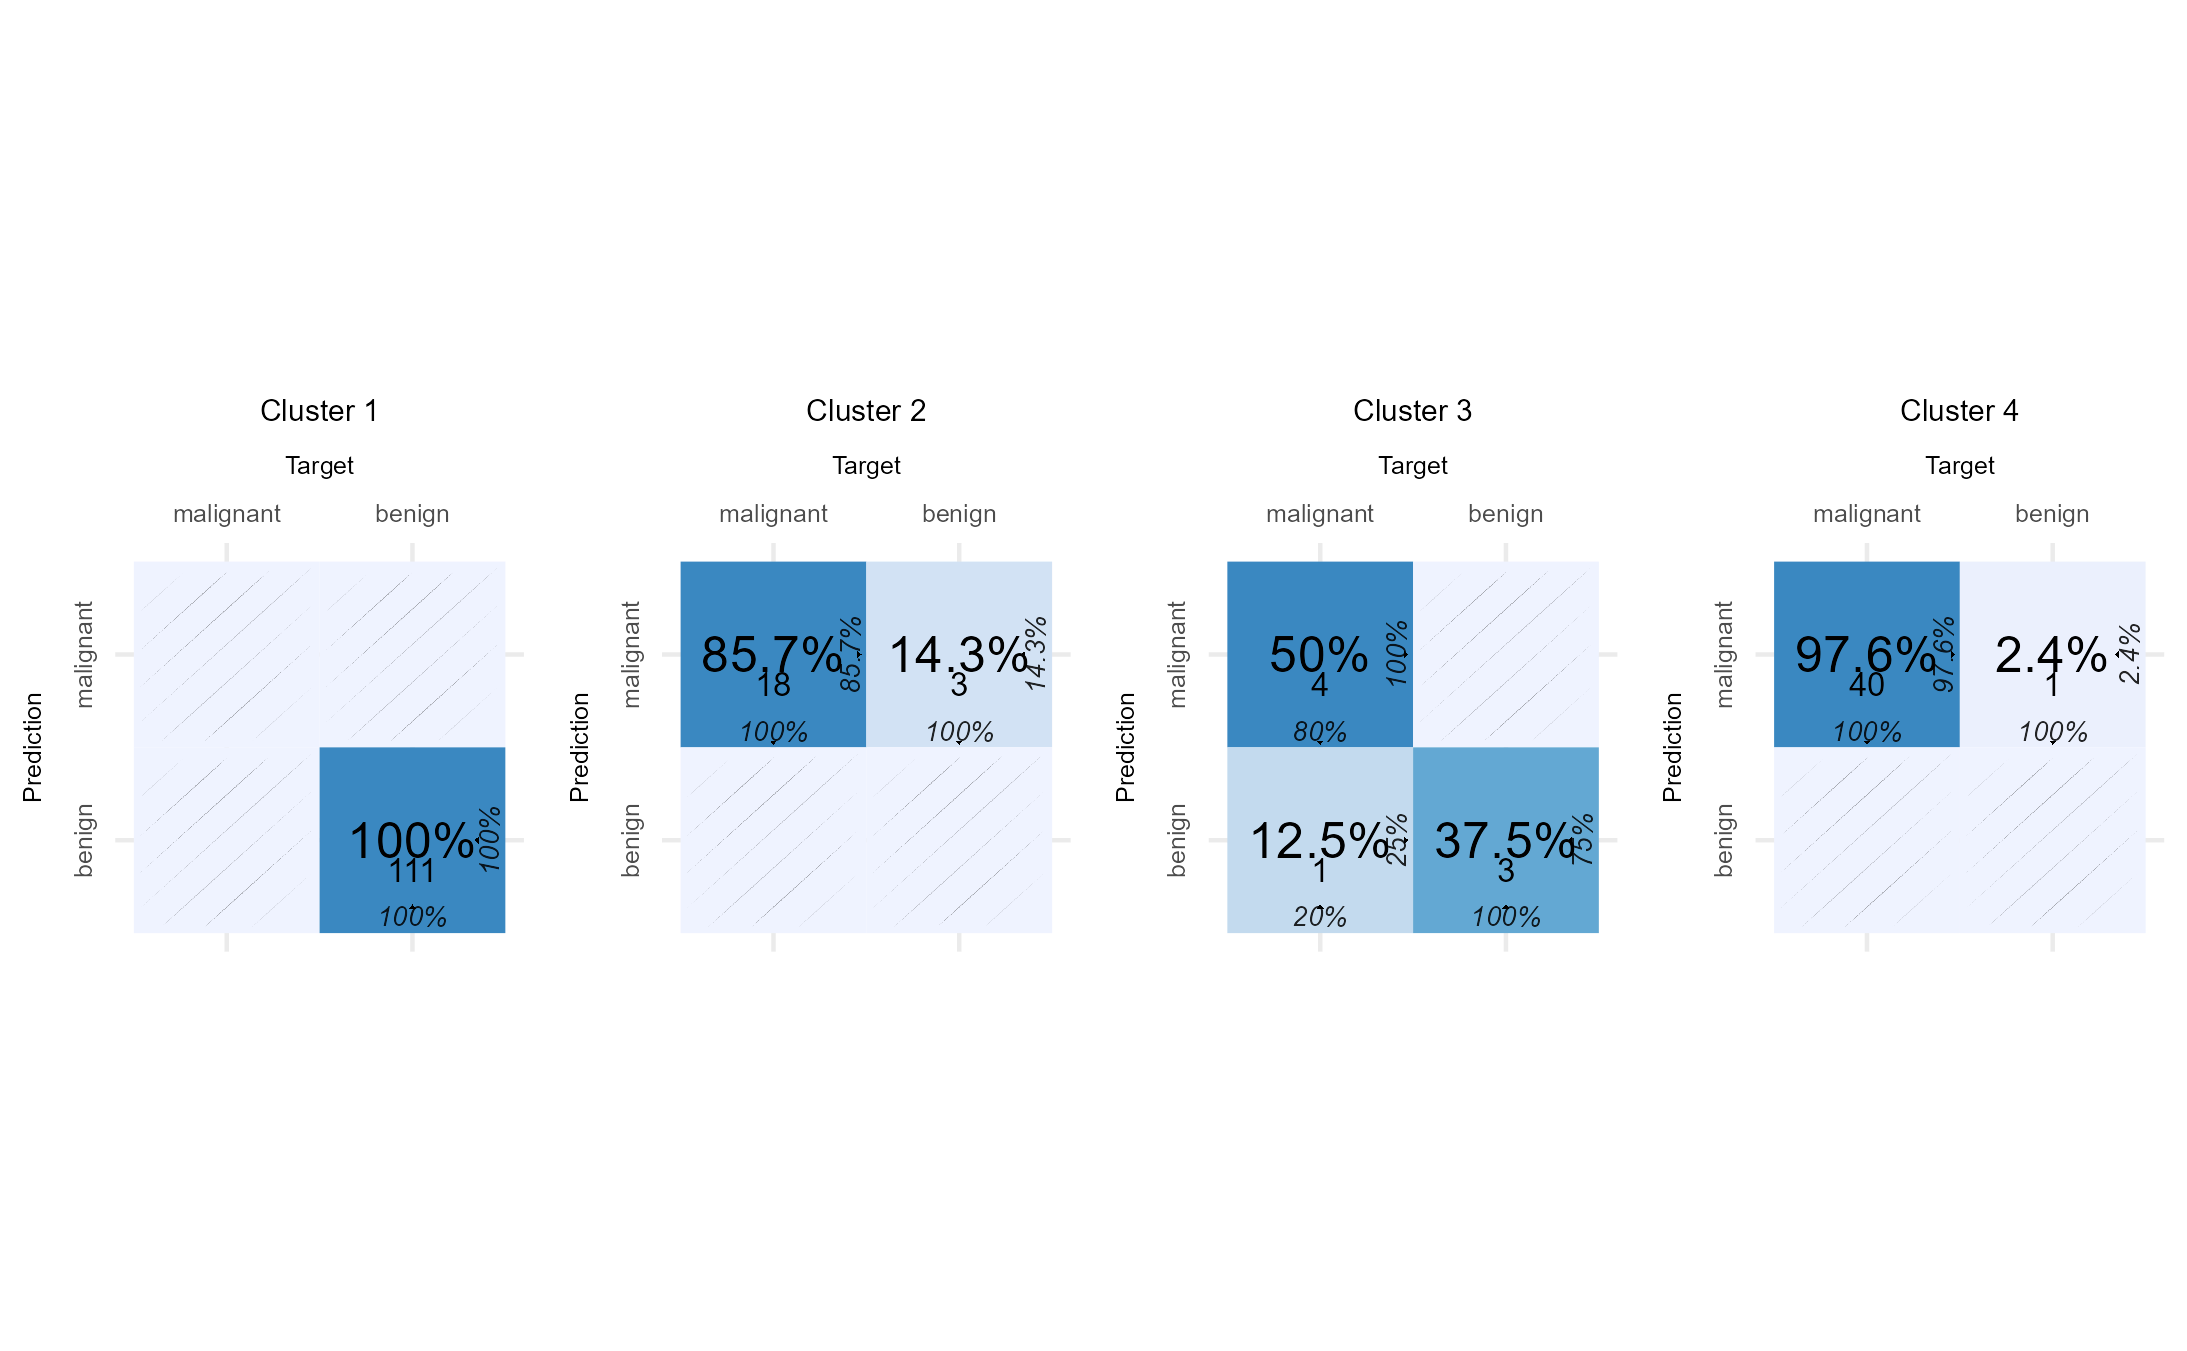 Cluster 1
Target
malignant benign
Prediction
malignant
benign
100%
111
100%
100%
Cluster 2
Target
malignant benign
Prediction
malignant
benign
85.7%
18
100%
85.7%
14.3%
3
100%
14.3%
Cluster 3
Target
malignant benign
Prediction
malignant
benign
50%
4
80%
100%
12.5%
1
20%
25%
37.5%
3
100%
75%
Cluster 4
Target
malignant benign
Prediction
malignant
benign
97.6%
40
100%
97.6%
2.4%
1
100%
2.4%